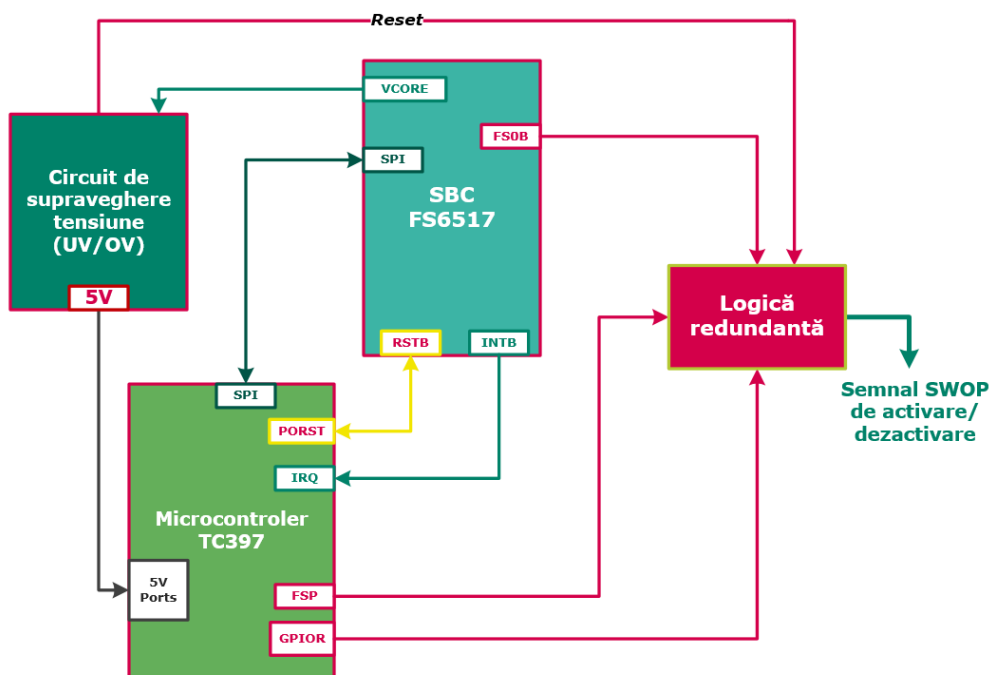 Reset
VCORE
FS0B
SPI
SBC
FS6517
Circuit de
supraveghere
tensiune
(UV/OV)
5V
Logică
redundantă
RSTB
INTB
Semnal SWOP
de activare/
dezactivare
SPI
PORST
IRQ
Microcontroler
TC397
5V
Ports
FSP
GPIOR